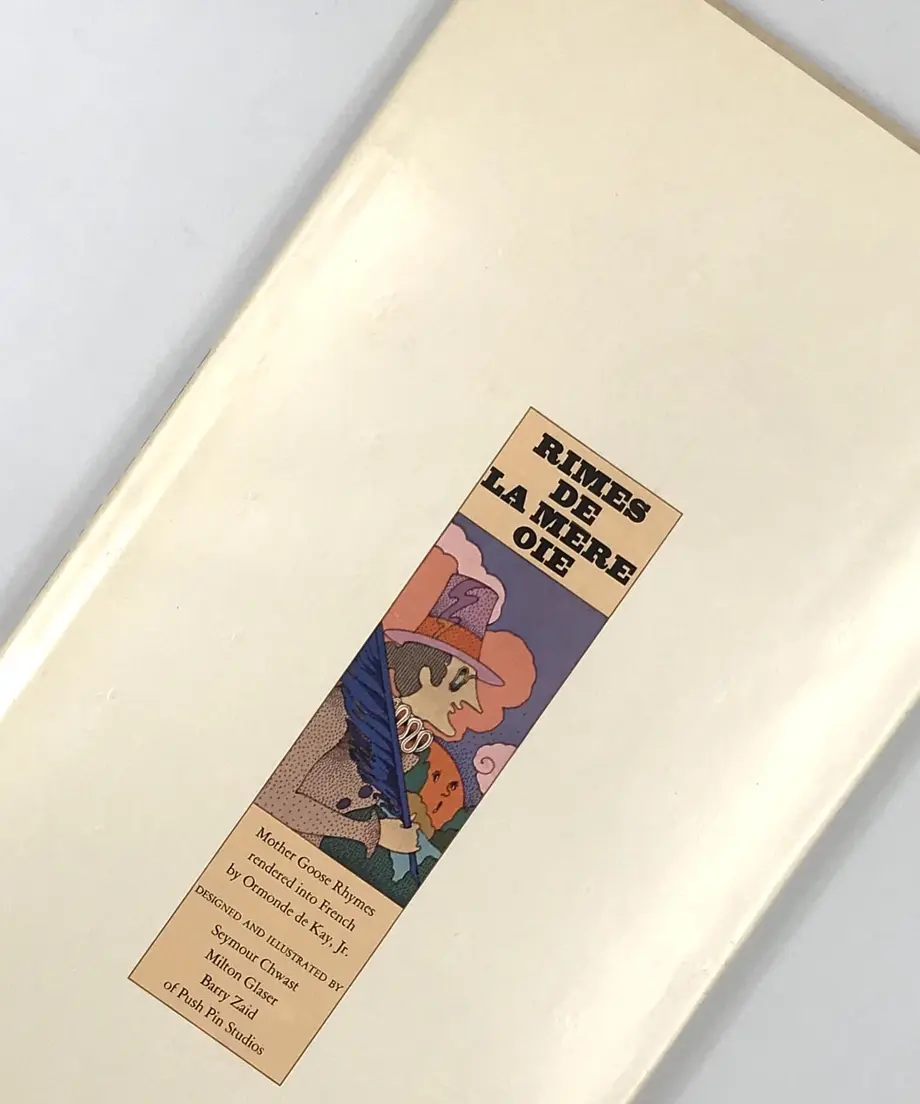 RIMES
DE
LA MERE
OIE
Mother Goose Rhymes
rendered into French
by Ormonde de Kay, Jr.
DESIGNED AND ILLUSTRATED BY
Seymour Chwast
Milton Glaser
Barry Zaid
of Push Pin Studios